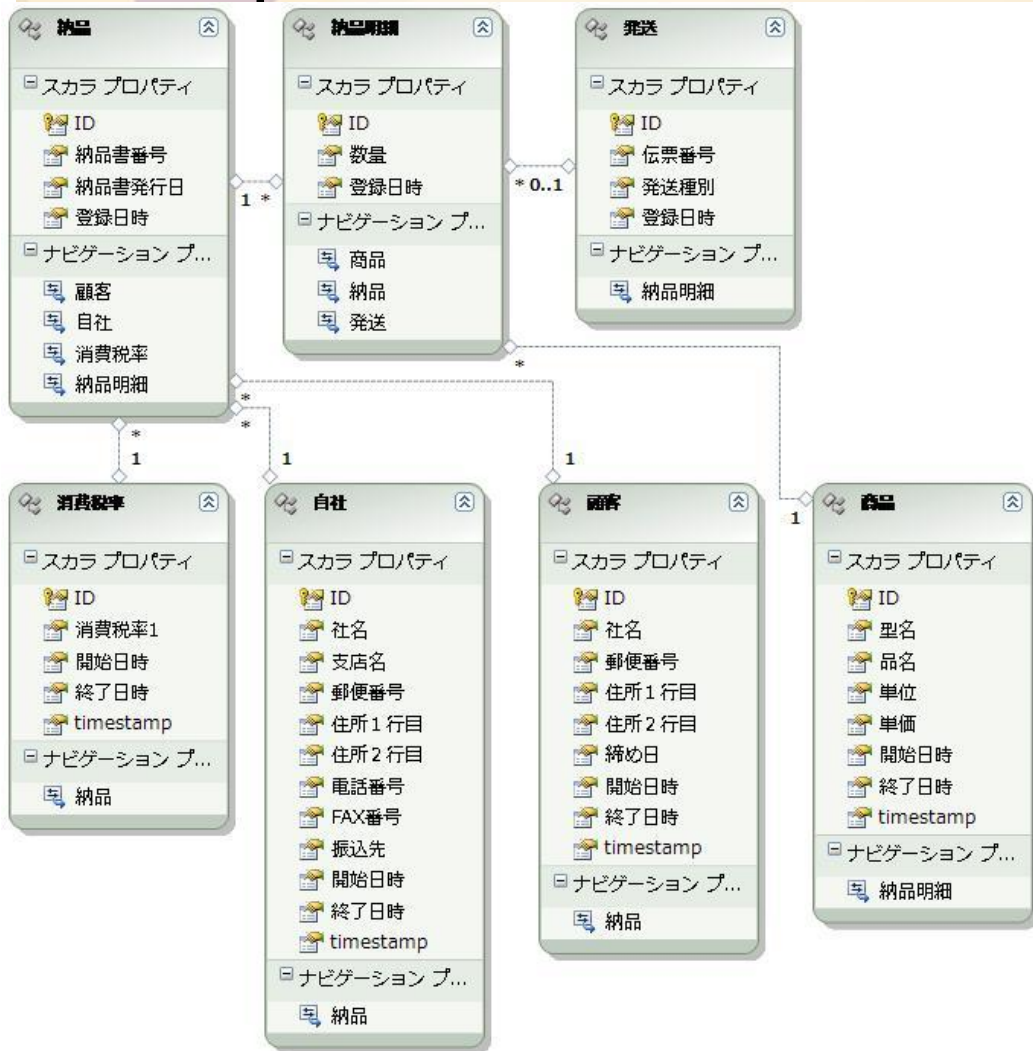 納品
スカラ プロパティ
ID
納品書番号
納品書発行日
登録日時
ナビゲーション プ...
顧客
自社
消費税率
納品明細
納品明細
スカラ プロパティ
ID
数量
登録日時
ナビゲーション プ...
商品
納品
発送
発送
スカラ プロパティ
ID
伝票番号
発送種別
登録日時
ナビゲーション プ...
納品明細
1 *
* 0..1
*
*
*
*
1
1
1
1
消費税率
スカラ プロパティ
ID
消費税率1
開始日時
終了日時
timestamp
ナビゲーション プ...
納品
自社
スカラ プロパティ
ID
社名
支店名
郵便番号
住所1行目
住所2行目
電話番号
FAX番号
振込先
開始日時
終了日時
timestamp
ナビゲーション プ...
納品
顧客
スカラ プロパティ
ID
社名
郵便番号
住所1行目
住所2行目
締め日
開始日時
終了日時
timestamp
ナビゲーション プ...
納品
商品
スカラ プロパティ
ID
型名
品名
単位
単価
開始日時
終了日時
timestamp
ナビゲーション プ...
納品明細